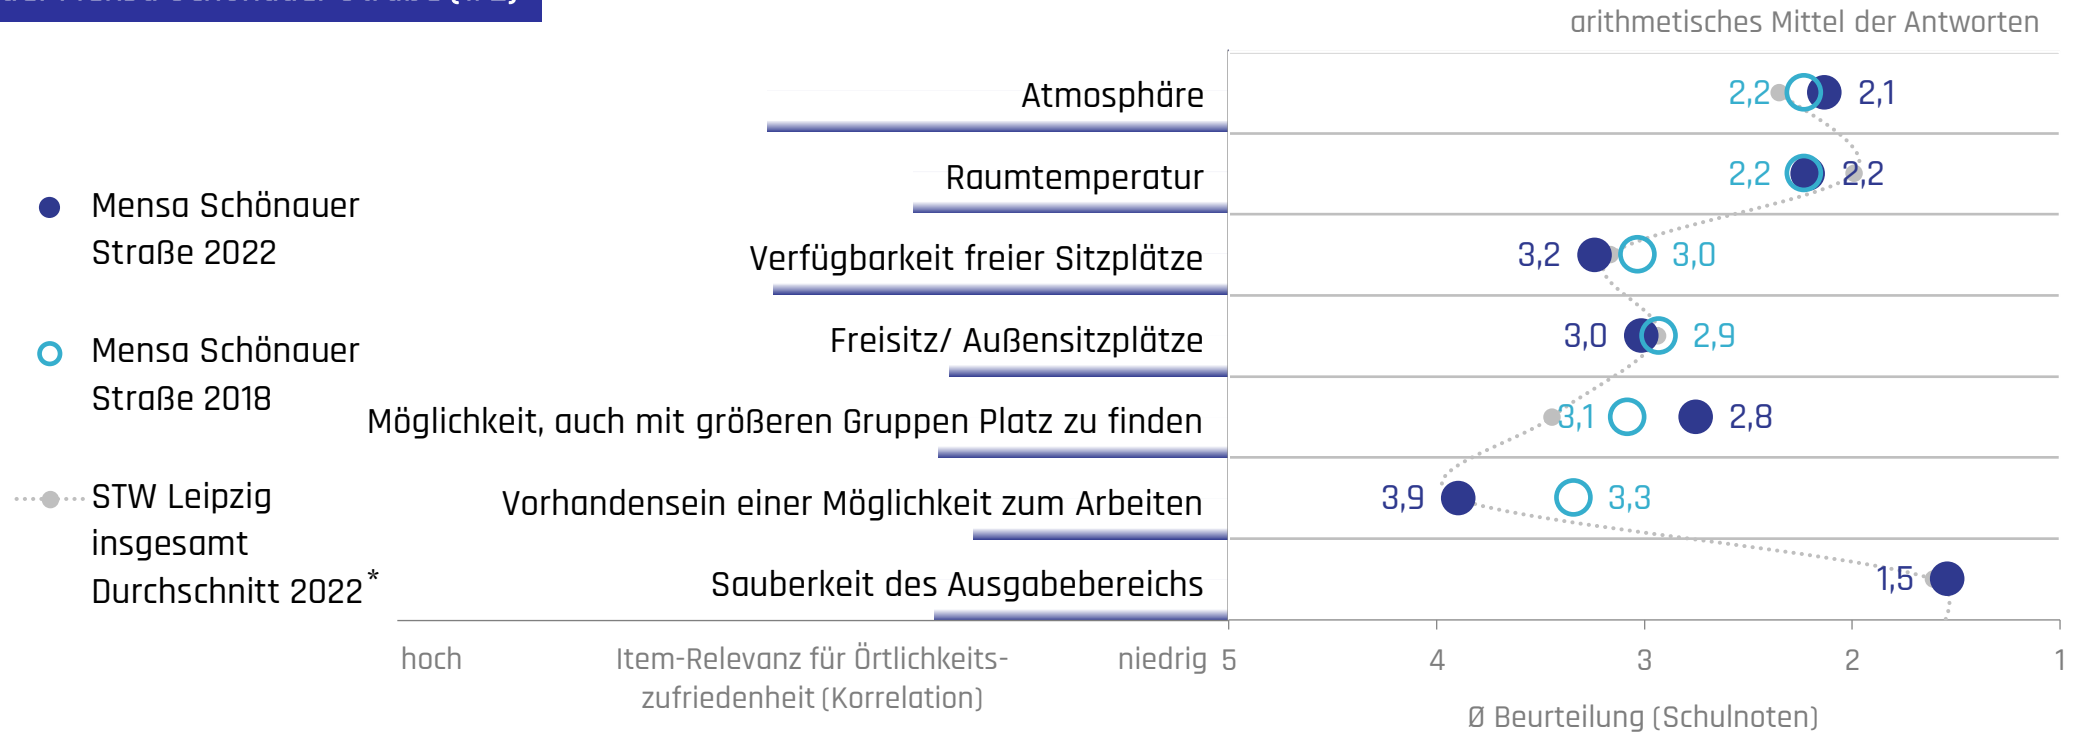 arithmetisches Mittel der Antworten
Atmosphäre
2,2 2,1
Raumtemperatur
2,2 2,2
Mensa Schönauer
Straße 2022
Verfügbarkeit freier Sitzplätze
3,2 3,0
Freisitz/ Außensitzplätze
3,0 2,9
Mensa Schönauer
Straße 2018
Möglichkeit, auch mit größeren Gruppen Platz zu finden
3,1 2,8
STW Leipzig
insgesamt
Durchschnitt 2022*
Vorhandensein einer Möglichkeit zum Arbeiten
3,9 3,3
Sauberkeit des Ausgabebereichs
1,5
hoch
Item-Relevanz für Örtlichkeits-
zufriedenheit (Korrelation)
niedrig
5 4 3 2 1
Ø Beurteilung (Schulnoten)